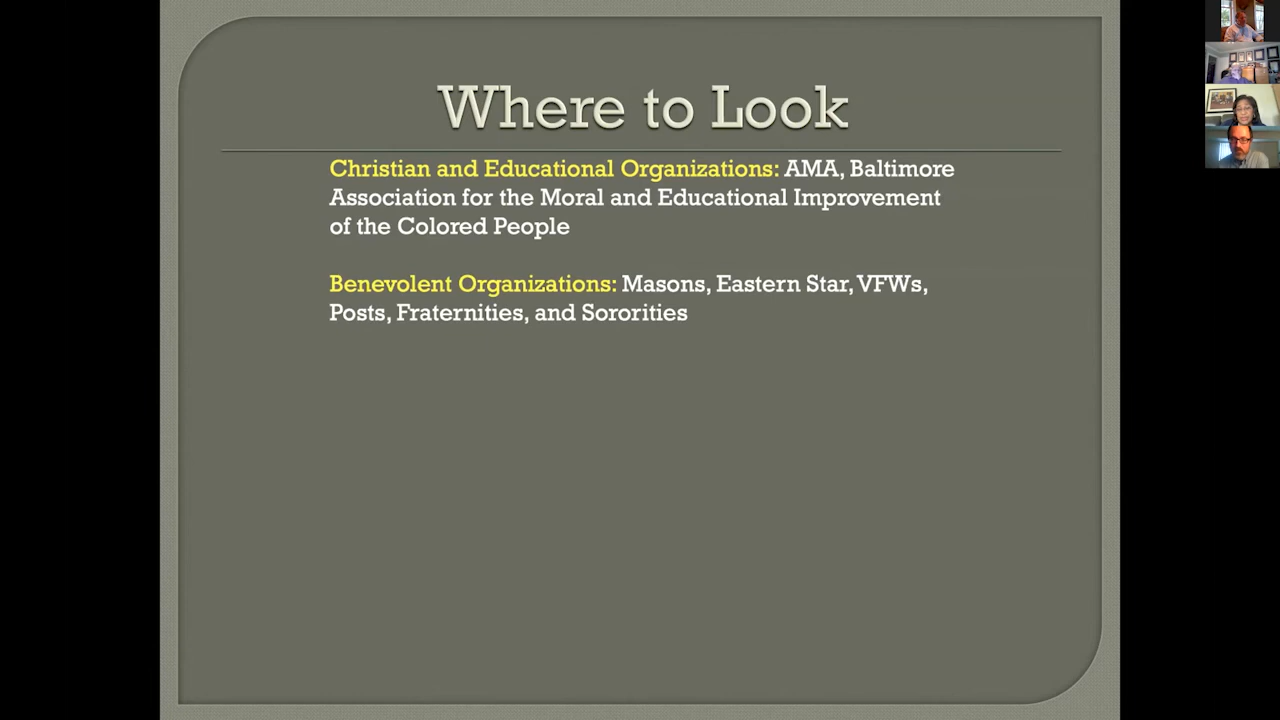 Where to Look
Christian and Educational Organizations: AMA, Baltimore
Association for the Moral and Educational Improvement
of the Colored People
Benevolent Organizations: Masons, Eastern Star, VFWs,
Posts, Fraternities, and Sororities